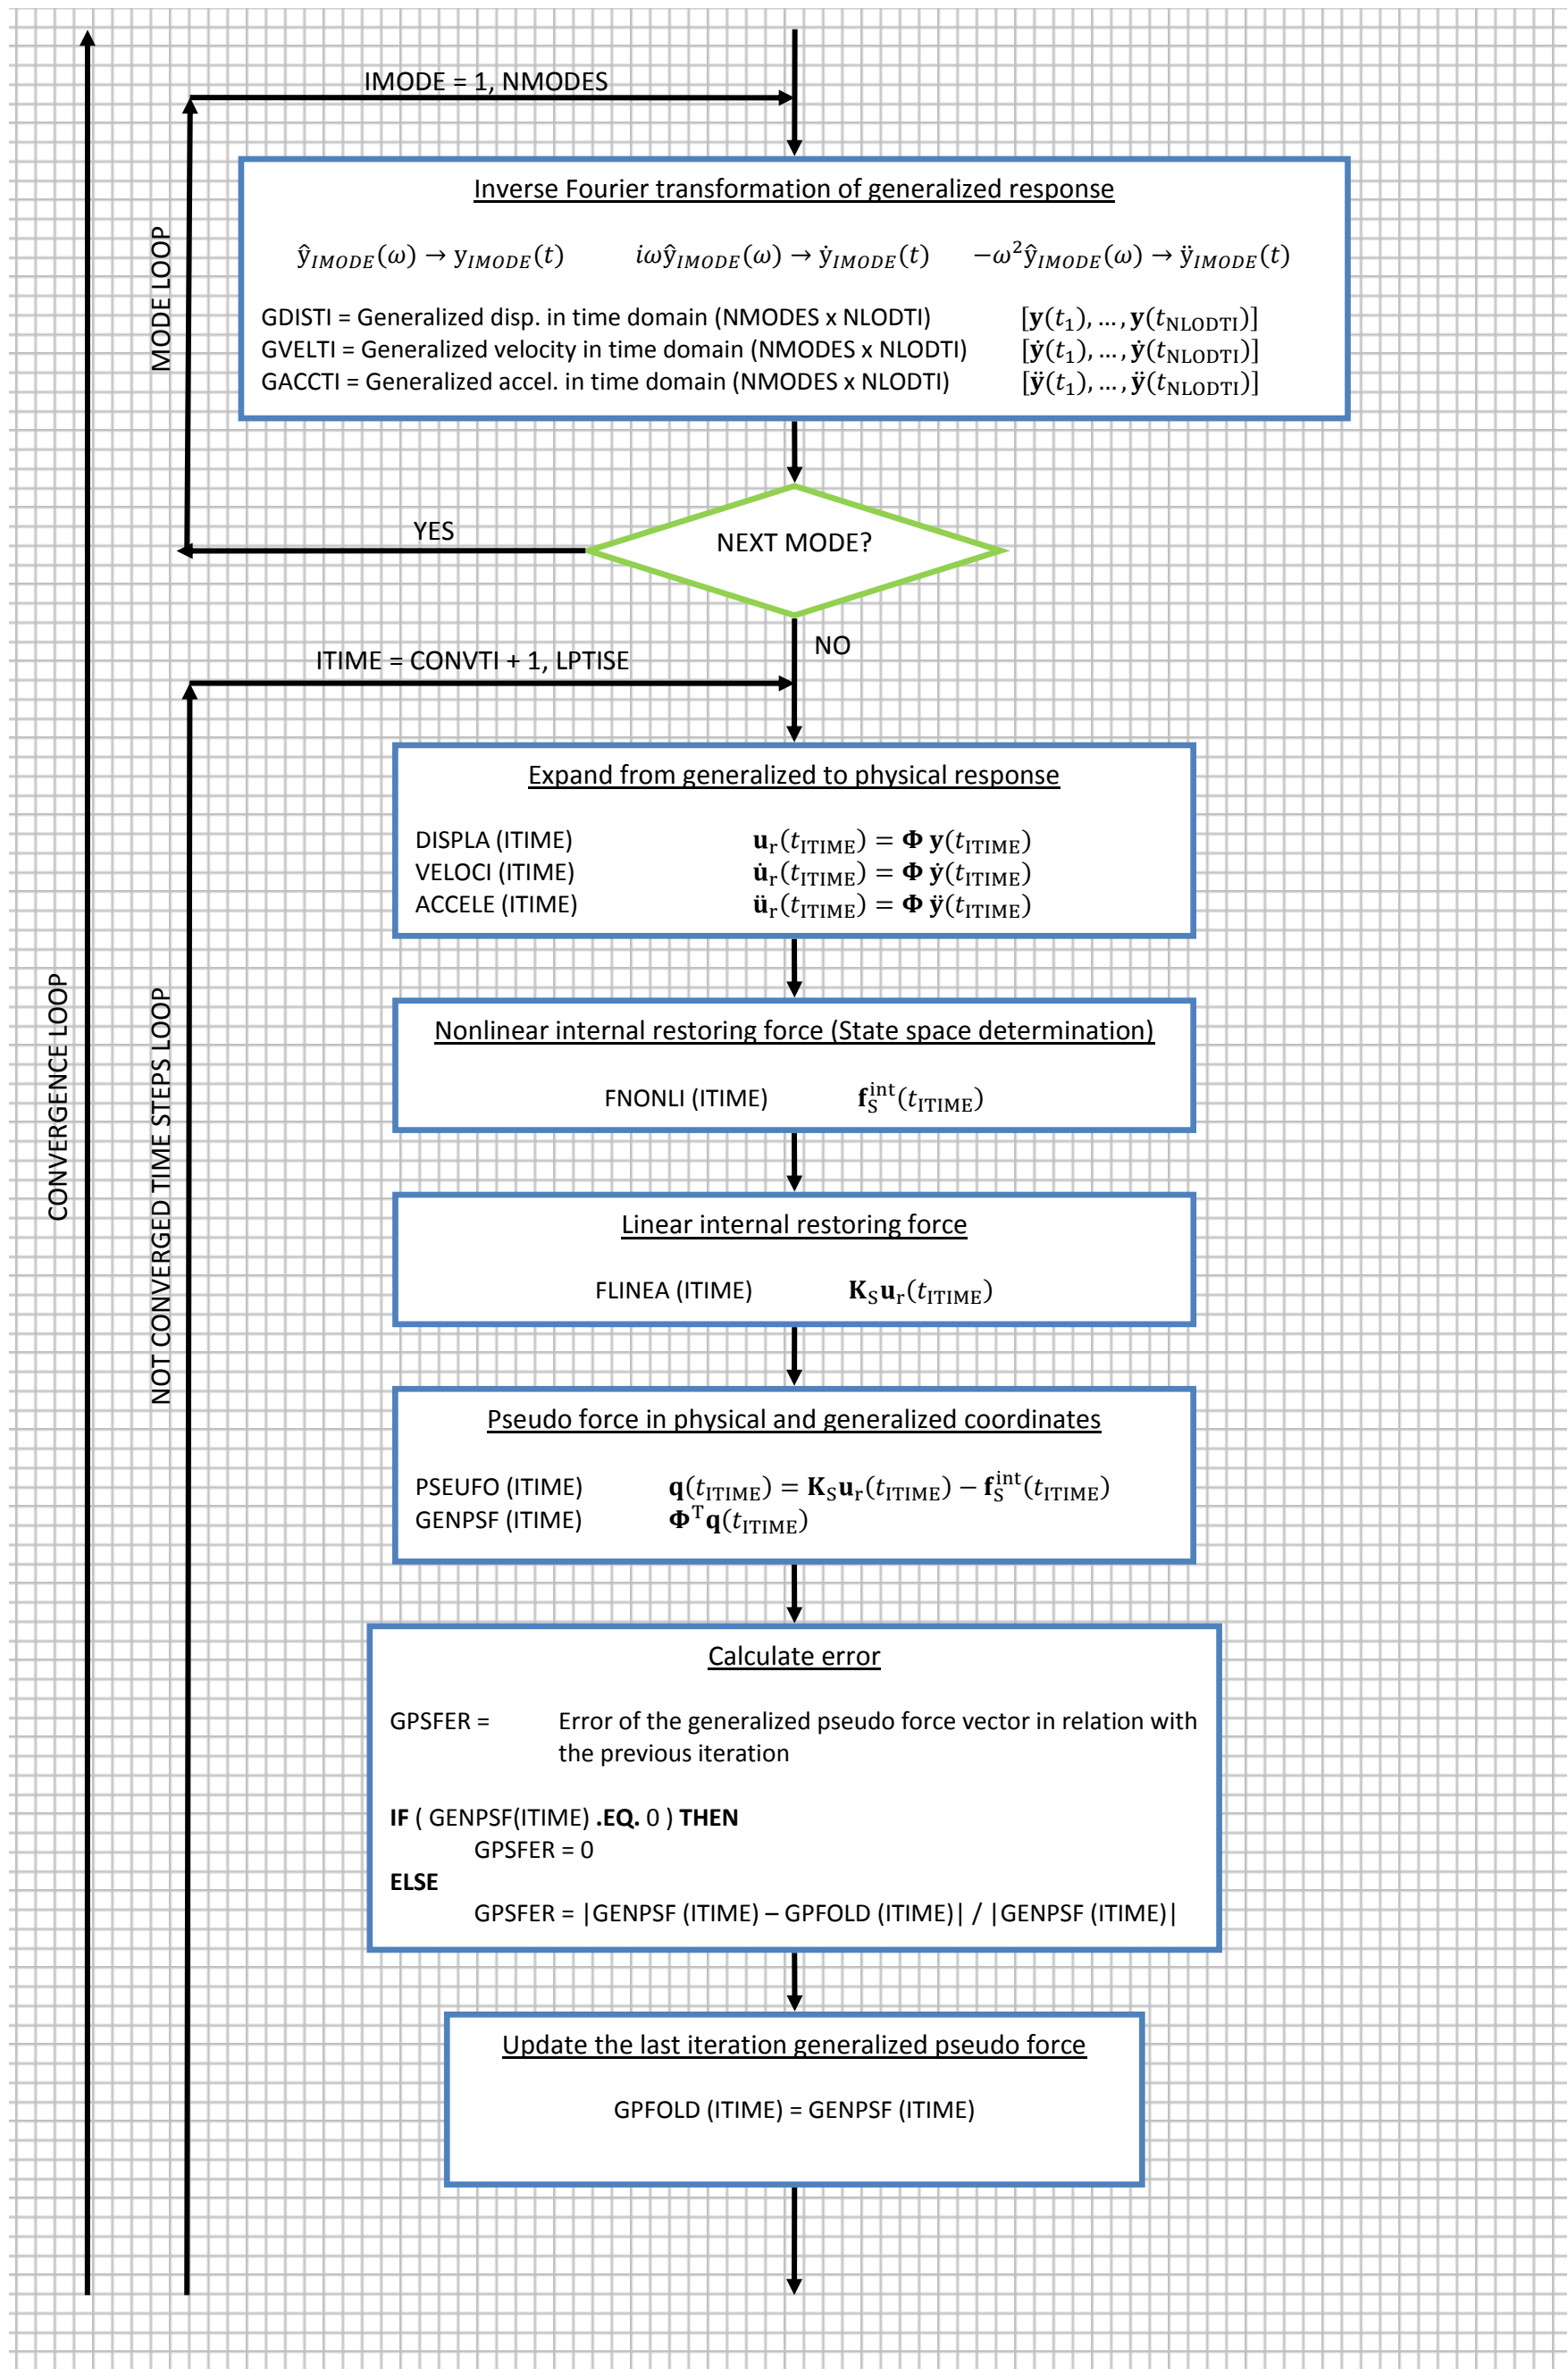 IMODE = 1, NMODES
MODE LOOP
Inverse Fourier transformation of generalized response
ŷ_IMODE(ω) → y_IMODE(t) iωŷ_IMODE(ω) → ẏ_IMODE(t) −ω²ŷ_IMODE(ω) → ÿ_IMODE(t)
GDISTI = Generalized disp. in time domain (NMODES x NLODTI) [y(t₁), … , y(t_NLODTI)]
GVELTI = Generalized velocity in time domain (NMODES x NLODTI) [ẏ(t₁), … , ẏ(t_NLODTI)]
GACCTI = Generalized accel. in time domain (NMODES x NLODTI) [ÿ(t₁), … , ÿ(t_NLODTI)]
NEXT MODE?
YES
NO
ITIME = CONVTI + 1, LPTISE
CONVERGENCE LOOP
NOT CONVERGED TIME STEPS LOOP
Expand from generalized to physical response
DISPLA (ITIME) u_r(t_ITIME) = Φ y(t_ITIME)
VELOCI (ITIME) u̇_r(t_ITIME) = Φ ẏ(t_ITIME)
ACCELE (ITIME) ü_r(t_ITIME) = Φ ÿ(t_ITIME)
Nonlinear internal restoring force (State space determination)
FNONLI (ITIME) f_S^int(t_ITIME)
Linear internal restoring force
FLINEA (ITIME) K_S u_r(t_ITIME)
Pseudo force in physical and generalized coordinates
PSEUFO (ITIME) q(t_ITIME) = K_S u_r(t_ITIME) − f_S^int(t_ITIME)
GENPSF (ITIME) Φ^T q(t_ITIME)
Calculate error
GPSFER = Error of the generalized pseudo force vector in relation with
the previous iteration
IF ( GENPSF(ITIME) .EQ. 0 ) THEN
GPSFER = 0
ELSE
GPSFER = |GENPSF (ITIME) – GPFOLD (ITIME)| / |GENPSF (ITIME)|
Update the last iteration generalized pseudo force
GPFOLD (ITIME) = GENPSF (ITIME)